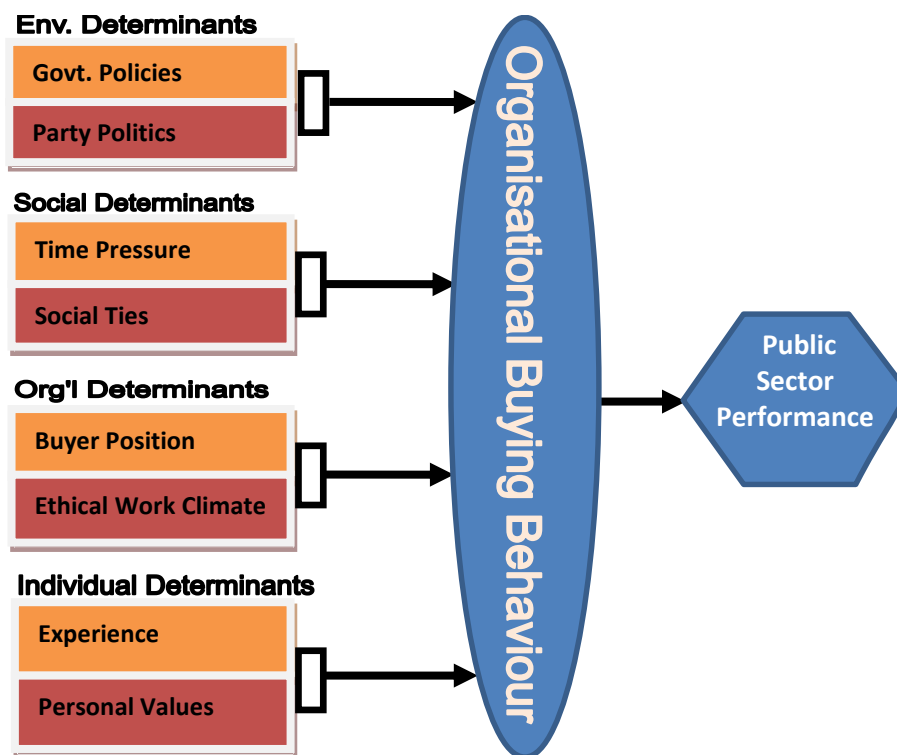 Env. Determinants
Govt. Policies
Party Politics
Social Determinants
Time Pressure
Social Ties
Org'l Determinants
Buyer Position
Ethical Work Climate
Individual Determinants
Experience
Personal Values
Organisational Buying Behaviour
Public
Sector
Performance